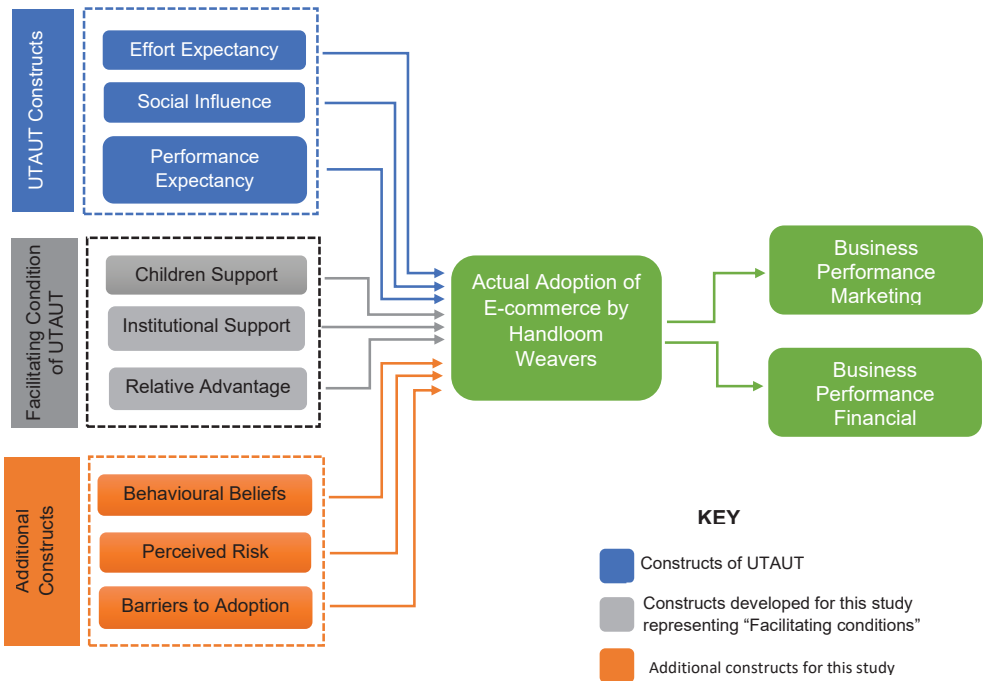 UTAUT Constructs
Effort Expectancy
Social Influence
Performance
Expectancy
Facilitating Condition
of UTAUT
Children Support
Institutional Support
Relative Advantage
Additional
Constructs
Behavioural Beliefs
Perceived Risk
Barriers to Adoption
Actual Adoption of
E-commerce by
Handloom
Weavers
Business
Performance
Marketing
Business
Performance
Financial
KEY
Constructs of UTAUT
Constructs developed for this study
representing “Facilitating conditions”
Additional constructs for this study